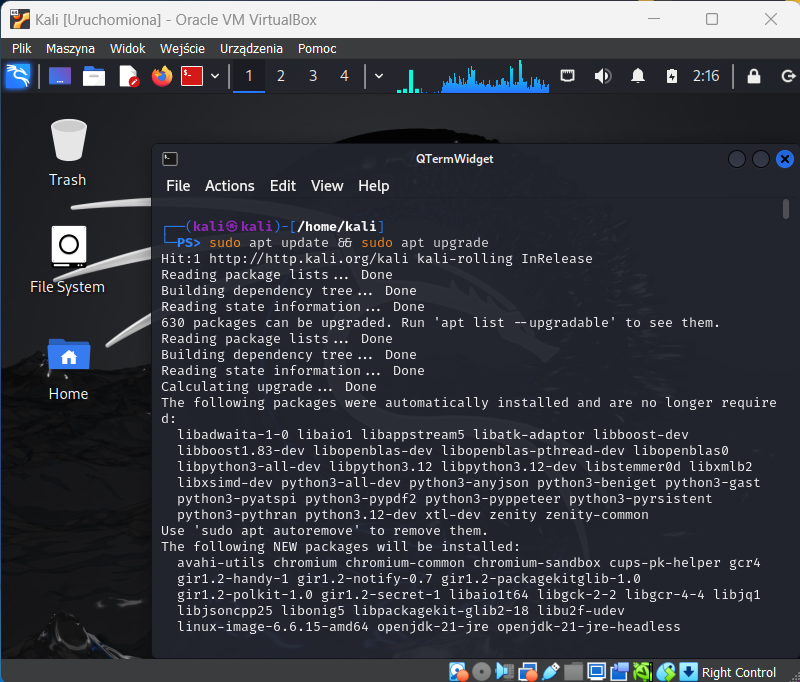 Kali [Uruchomiona] - Oracle VM VirtualBox
Plik Maszyna Widok Wejście Urządzenia Pomoc
1 2 3 4 2:16
Trash
File System
Home
QTermWidget
File Actions Edit View Help
┌──(kali㉿kali)-[/home/kali]
└─PS> sudo apt update && sudo apt upgrade
Hit:1 http://http.kali.org/kali kali-rolling InRelease
Reading package lists... Done
Building dependency tree... Done
Reading state information... Done
630 packages can be upgraded. Run 'apt list --upgradable' to see them.
Reading package lists... Done
Building dependency tree... Done
Reading state information... Done
Calculating upgrade... Done
The following packages were automatically installed and are no longer require
d:
libadwaita-1-0 libaio1 libappstream5 libatk-adaptor libboost-dev
libboost1.83-dev libopenblas-dev libopenblas-pthread-dev libopenblas0
libpython3-all-dev libpython3.12 libpython3.12-dev libstemmer0d libxmlb2
libxsimd-dev python3-all-dev python3-anyjson python3-beniget python3-gast
python3-pyatspi python3-pypdf2 python3-pyppeteer python3-pyrsistent
python3-pythran python3.12-dev xtl-dev zenity zenity-common
Use 'sudo apt autoremove' to remove them.
The following NEW packages will be installed:
avahi-utils chromium chromium-common chromium-sandbox cups-pk-helper gcr4
gir1.2-handy-1 gir1.2-notify-0.7 gir1.2-packagekitglib-1.0
gir1.2-polkit-1.0 gir1.2-secret-1 libaio1t64 libgck-2-2 libgcr-4-4 libjq1
libjsoncpp25 libonig5 libpackagekit-glib2-18 libu2f-udev
linux-image-6.6.15-amd64 openjdk-21-jre openjdk-21-jre-headless
Right Control